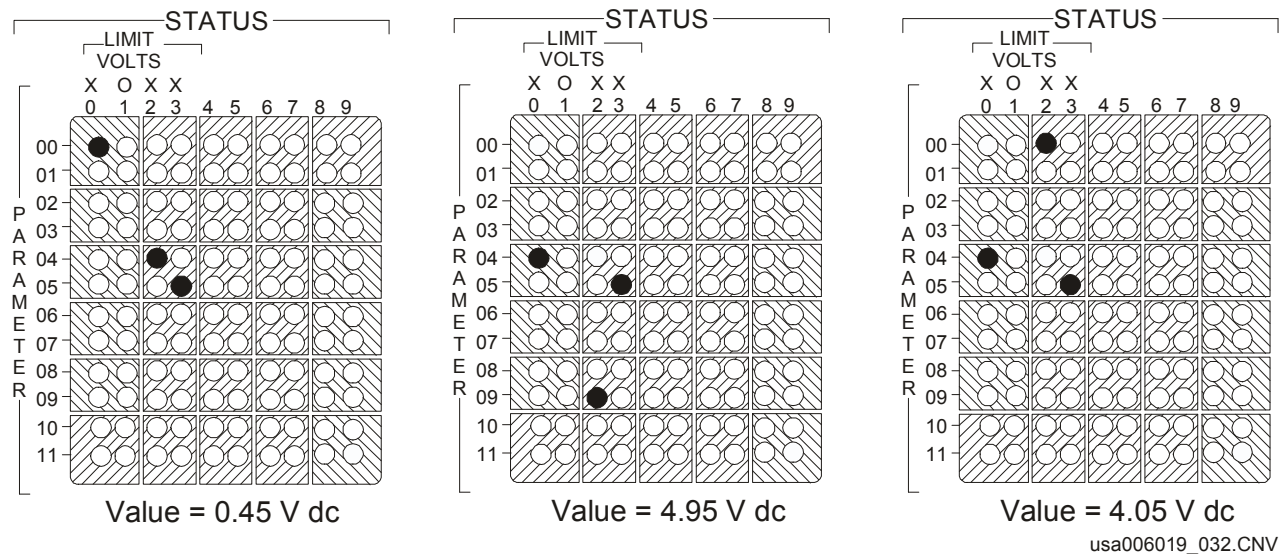 STATUS
LIMIT
VOLTS
X O X X
0 1 2 3 4 5 6 7 8 9
PARAMETER
00
01
02
03
04
05
06
07
08
09
10
11
Value = 0.45 V dc
STATUS
LIMIT
VOLTS
X O X X
0 1 2 3 4 5 6 7 8 9
PARAMETER
00
01
02
03
04
05
06
07
08
09
10
11
Value = 4.95 V dc
STATUS
LIMIT
VOLTS
X O X X
0 1 2 3 4 5 6 7 8 9
PARAMETER
00
01
02
03
04
05
06
07
08
09
10
11
Value = 4.05 V dc
usa006019_032.CNV